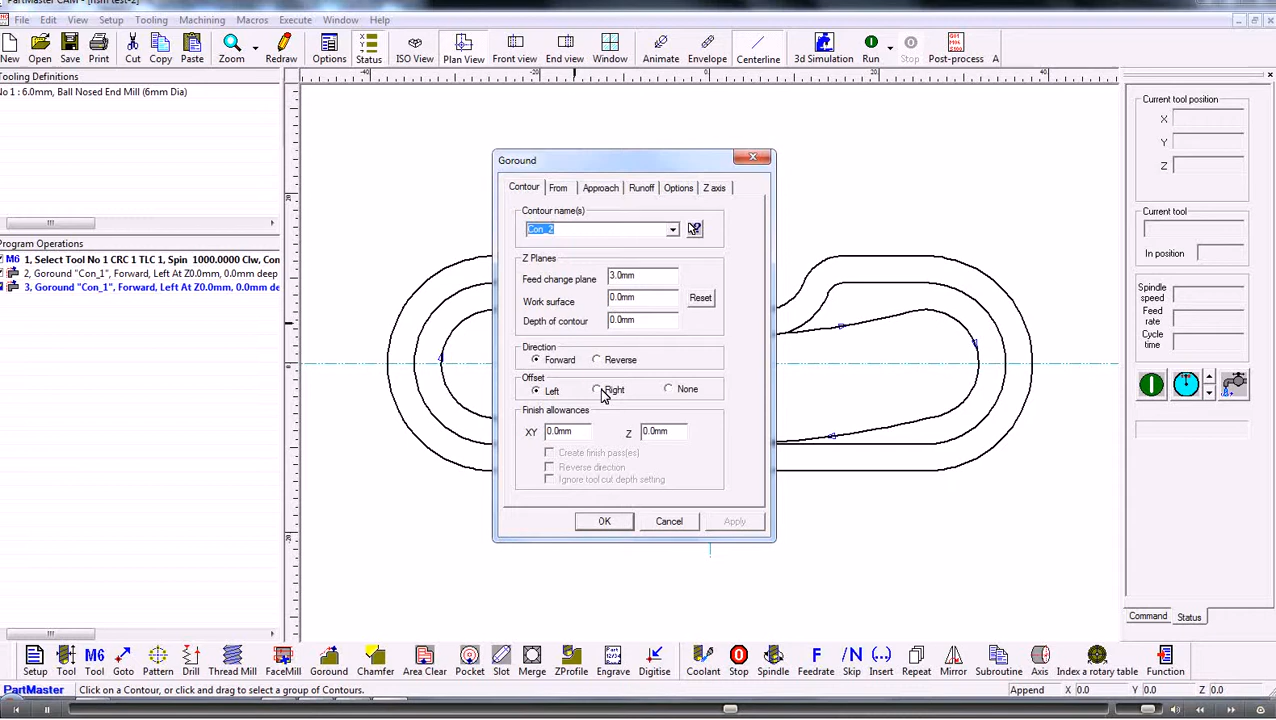 PartMaster CAM - [hsm test-2]
File Edit View Setup Tooling Machining Macros Execute Window Help
New Open Save Print Cut Copy Paste Zoom Redraw Options Status ISO View Plan View Front view End view Window Animate Envelope Centerline 3d Simulation Run Stop Post-process A
Tooling Definitions
No 1 : 6.0mm, Ball Nosed End Mill (6mm Dia)
Program Operations
M6 1, Select Tool No 1 CRC 1 TLC 1, Spin 1000.0000 Clw, Con
2, Goround "Con_1", Forward, Left At Z0.0mm, 0.0mm deep
3, Goround "Con_1", Forward, Left At Z0.0mm, 0.0mm de
-40 0 20 40
20
0
-20
Goround
Contour From Approach Runoff Options Z axis
Contour name(s)
Con_2
Z Planes
Feed change plane 3.0mm
Work surface 0.0mm Reset
Depth of contour 0.0mm
Direction
Forward Reverse
Offset
Left Right None
Finish allowances
XY 0.0mm Z 0.0mm
Create finish pass(es)
Reverse direction
Ignore tool cut depth setting
OK Cancel Apply
Current tool position
X
Y
Z
Current tool
In position
Spindle
speed
Feed
rate
Cycle
time
Command Status
Setup Tool M6 Goto Pattern Drill Thread Mill FaceMill Goround Chamfer Area Clear Pocket Slot Merge ZProfile Engrave Digitise Coolant Stop Spindle Feedrate Skip Insert Repeat Mirror Subroutine Axis Index a rotary table Function
PartMaster Click on a Contour, or click and drag to select a group of Contours. Append X 0.0 Y 0.0 Z 0.0